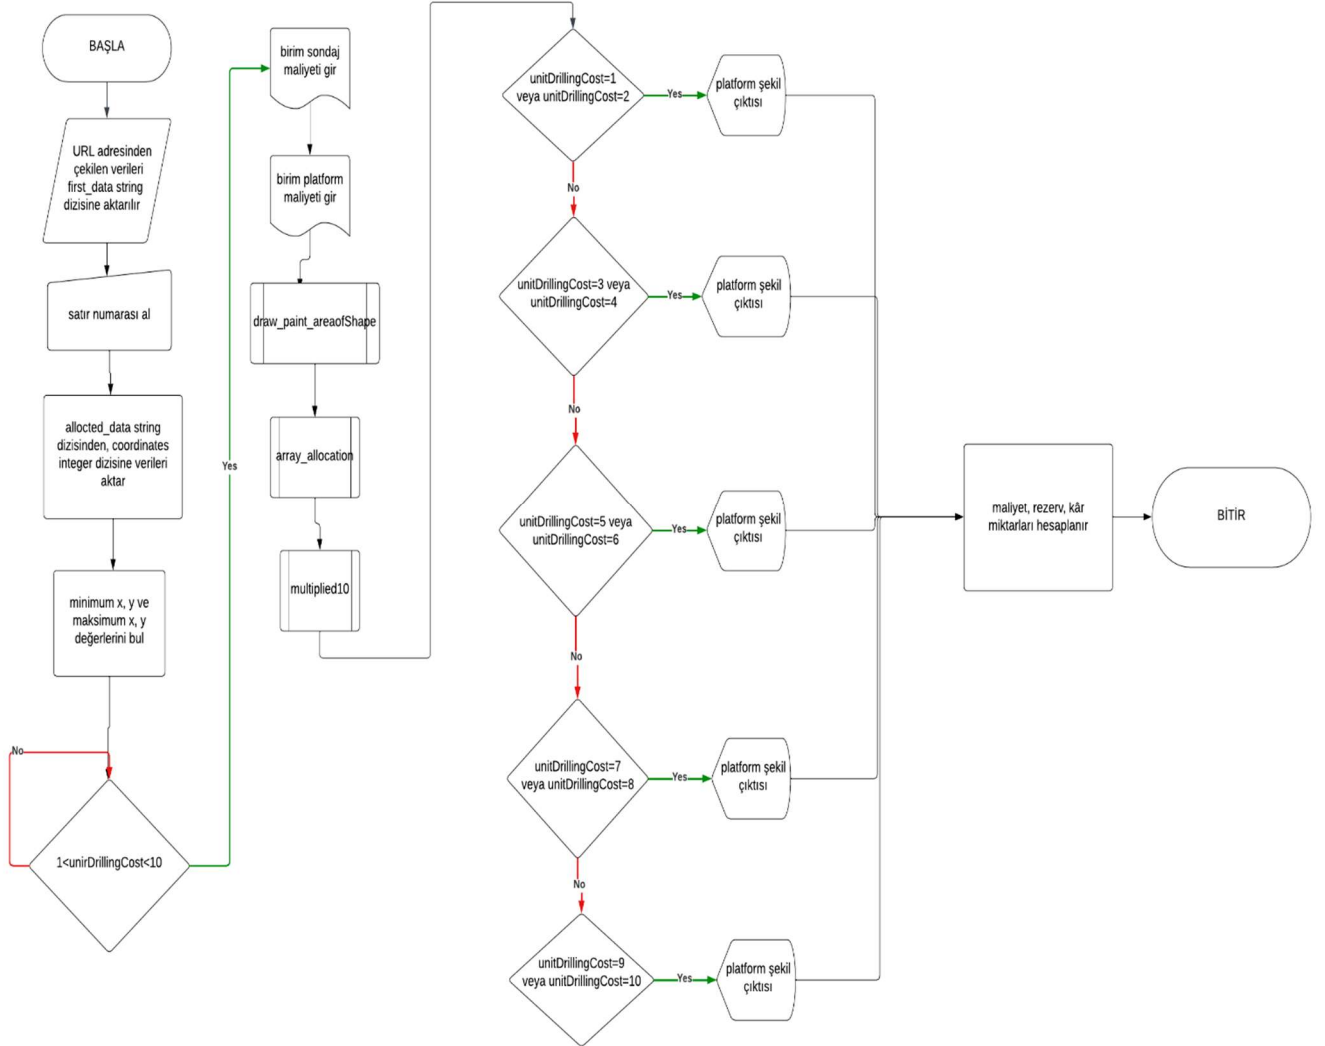 BAŞLA
URL adresinden
çekilen verileri
first_data string
dizisine aktarılır
satır numarası al
allocted_data string
dizisinden, coordinates
integer dizisine verileri
aktar
minimum x, y ve
maksimum x, y
değerlerini bul
No
1<unirDrillingCost<10
Yes
birim sondaj
maliyeti gir
birim platform
maliyeti gir
draw_paint_areaofShape
array_allocation
multiplied10
unitDrillingCost=1
veya unitDrillingCost=2
Yes
platform şekil
çıktısı
No
unitDrillingCost=3 veya
unitDrillingCost=4
Yes
platform şekil
çıktısı
No
unitDrillingCost=5 veya
unitDrillingCost=6
Yes
platform şekil
çıktısı
No
unitDrillingCost=7
veya unitDrillingCost=8
Yes
platform şekil
çıktısı
No
unitDrillingCost=9
veya unitDrillingCost=10
Yes
platform şekil
çıktısı
maliyet, rezerv, kâr
miktarları hesaplanır
BİTİR